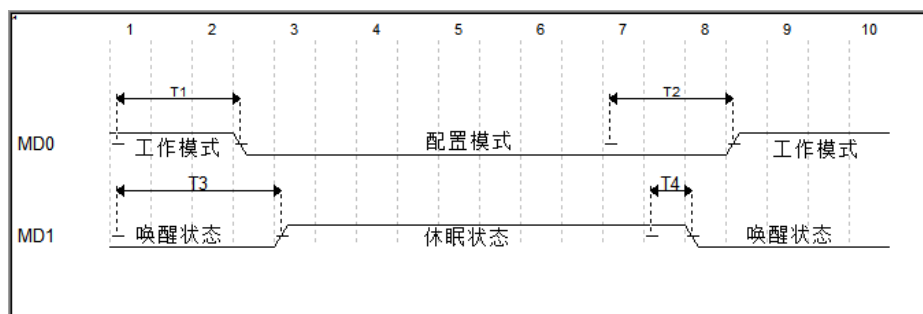 1 2 3 4 5 6 7 8 9 10
T1 T2
MD0 工作模式 配置模式 工作模式
T3 T4
MD1 唤醒状态 休眠状态 唤醒状态